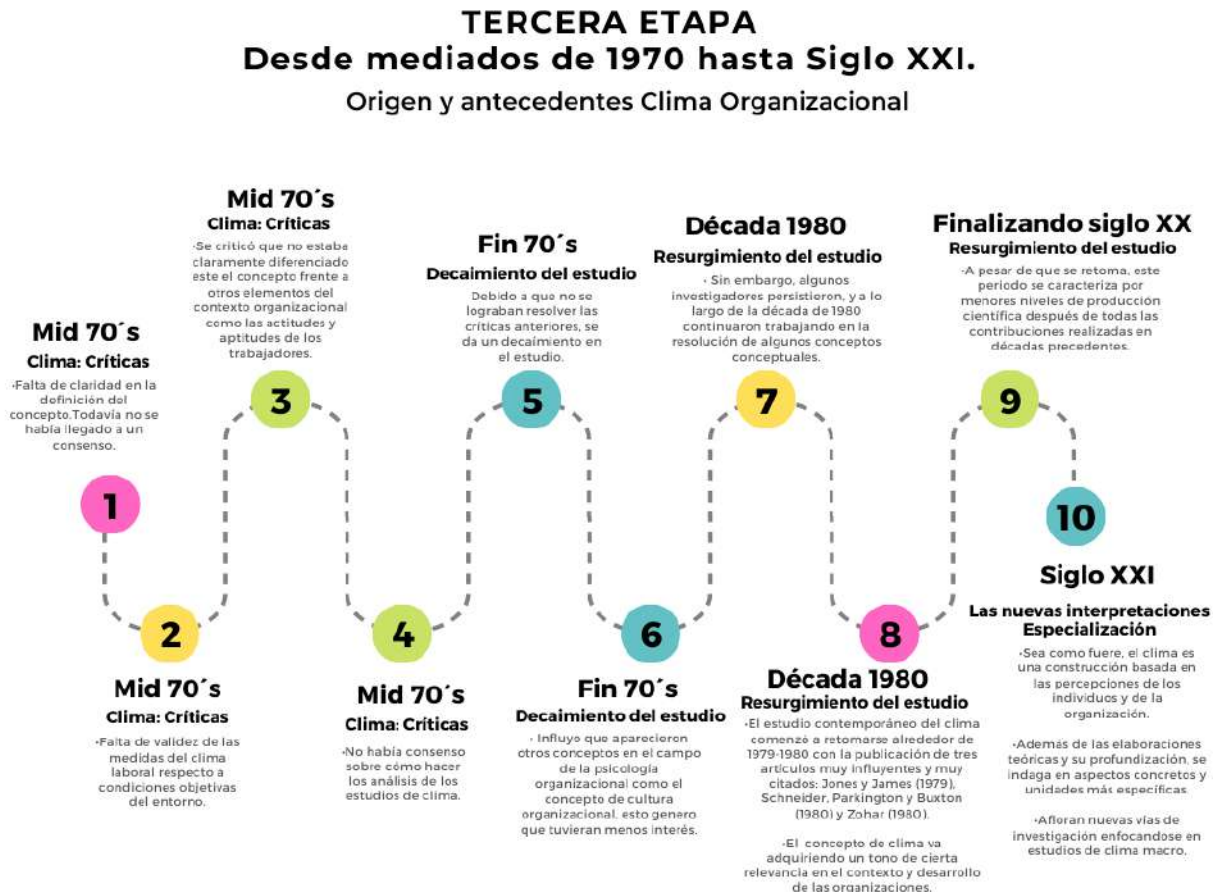 TERCERA ETAPA
Desde mediados de 1970 hasta Siglo XXI.
Origen y antecedentes Clima Organizacional
Mid 70´s
Clima: Críticas
·Falta de claridad en la
definición del
concepto.Todavía no se
había llegado a un
consenso.
1
2
Mid 70´s
Clima: Críticas
·Falta de validez de las
medidas del clima
laboral respecto a
condiciones objetivas
del entorno.
Mid 70´s
Clima: Críticas
·Se criticó que no estaba
claramente diferenciado
este el concepto frente a
otros elementos del
contexto organizacional
como las actitudes y
aptitudes de los
trabajadores.
3
4
Mid 70´s
Clima: Críticas
·No había consenso
sobre cómo hacer
los análisis de los
estudios de clima.
Fin 70´s
Decaimiento del estudio
Debido a que no se
lograban resolver las
críticas anteriores, se
da un decaímiento en
el estudio.
5
6
Fin 70´s
Decaimiento del estudio
· Influyo que aparecieron
otros conceptos en el campo
de la psicología
organizacional como el
concepto de cultura
organizacional, esto genero
que tuvieran menos interés.
Década 1980
Resurgimiento del estudio
· Sin embargo, algunos
investigadores persistieron, y a lo
largo de la década de 1980
continuaron trabajando en la
resolución de algunos conceptos
conceptuales.
7
8
Década 1980
Resurgimiento del estudio
·El estudio contemporáneo del clima
comenzó a retomarse alrededor de
1979-1980 con la publicación de tres
artículos muy influyentes y muy
citados: Jones y James (1979),
Schneider, Parkington y Buxton
(1980) y Zohar (1980).
·El concepto de clima va
adquiriendo un tono de cierta
relevancia en el contexto y desarrollo
de las organizaciones.
Finalizando siglo XX
Resurgimiento del estudio
·A pesar de que se retoma, este
periodo se caracteriza por
menores niveles de producción
científica después de todas las
contribuciones realizadas en
décadas precedentes.
9
10
Siglo XXI
Las nuevas interpretaciones
Especialización
·Sea como fuere, el clima es
una construcción basada en
las percepciones de los
individuos y de la
organización.
·Además de las elaboraciones
teóricas y su profundización, se
indaga en aspectos concretos y
unidades más específicas.
·Afloran nuevas vías de
investigación enfocandose en
estudios de clima macro.